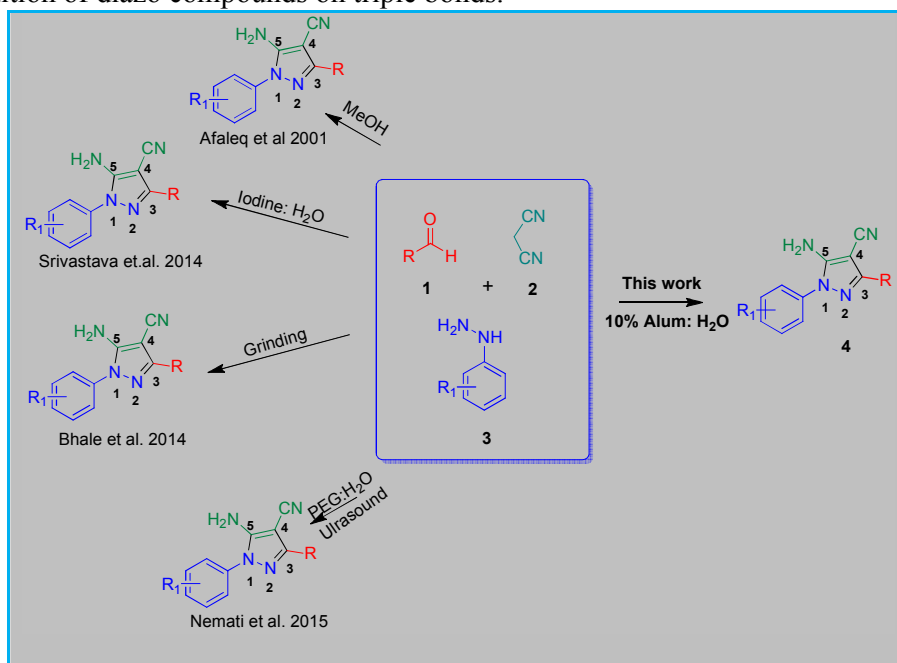 ition of diazo compounds on triple bonds.
H₂N
CN
5
4
N
N
R
R₁
1
2
3
Afaleq et al 2001
MeOH
H₂N
CN
5
4
N
N
R
R₁
1
2
3
Srivastava et.al. 2014
Iodine: H₂O
H₂N
CN
5
4
N
N
R
R₁
1
2
3
Bhale et al. 2014
Grinding
H₂N
CN
5
4
N
N
R
R₁
1
2
3
Nemati et al. 2015
PEG:H₂O
Ulrasound
O
R
H
1
+
CN
CN
2
H₂N
NH
R₁
3
This work
10% Alum: H₂O
H₂N
CN
5
4
N
N
R
R₁
1
2
3
4